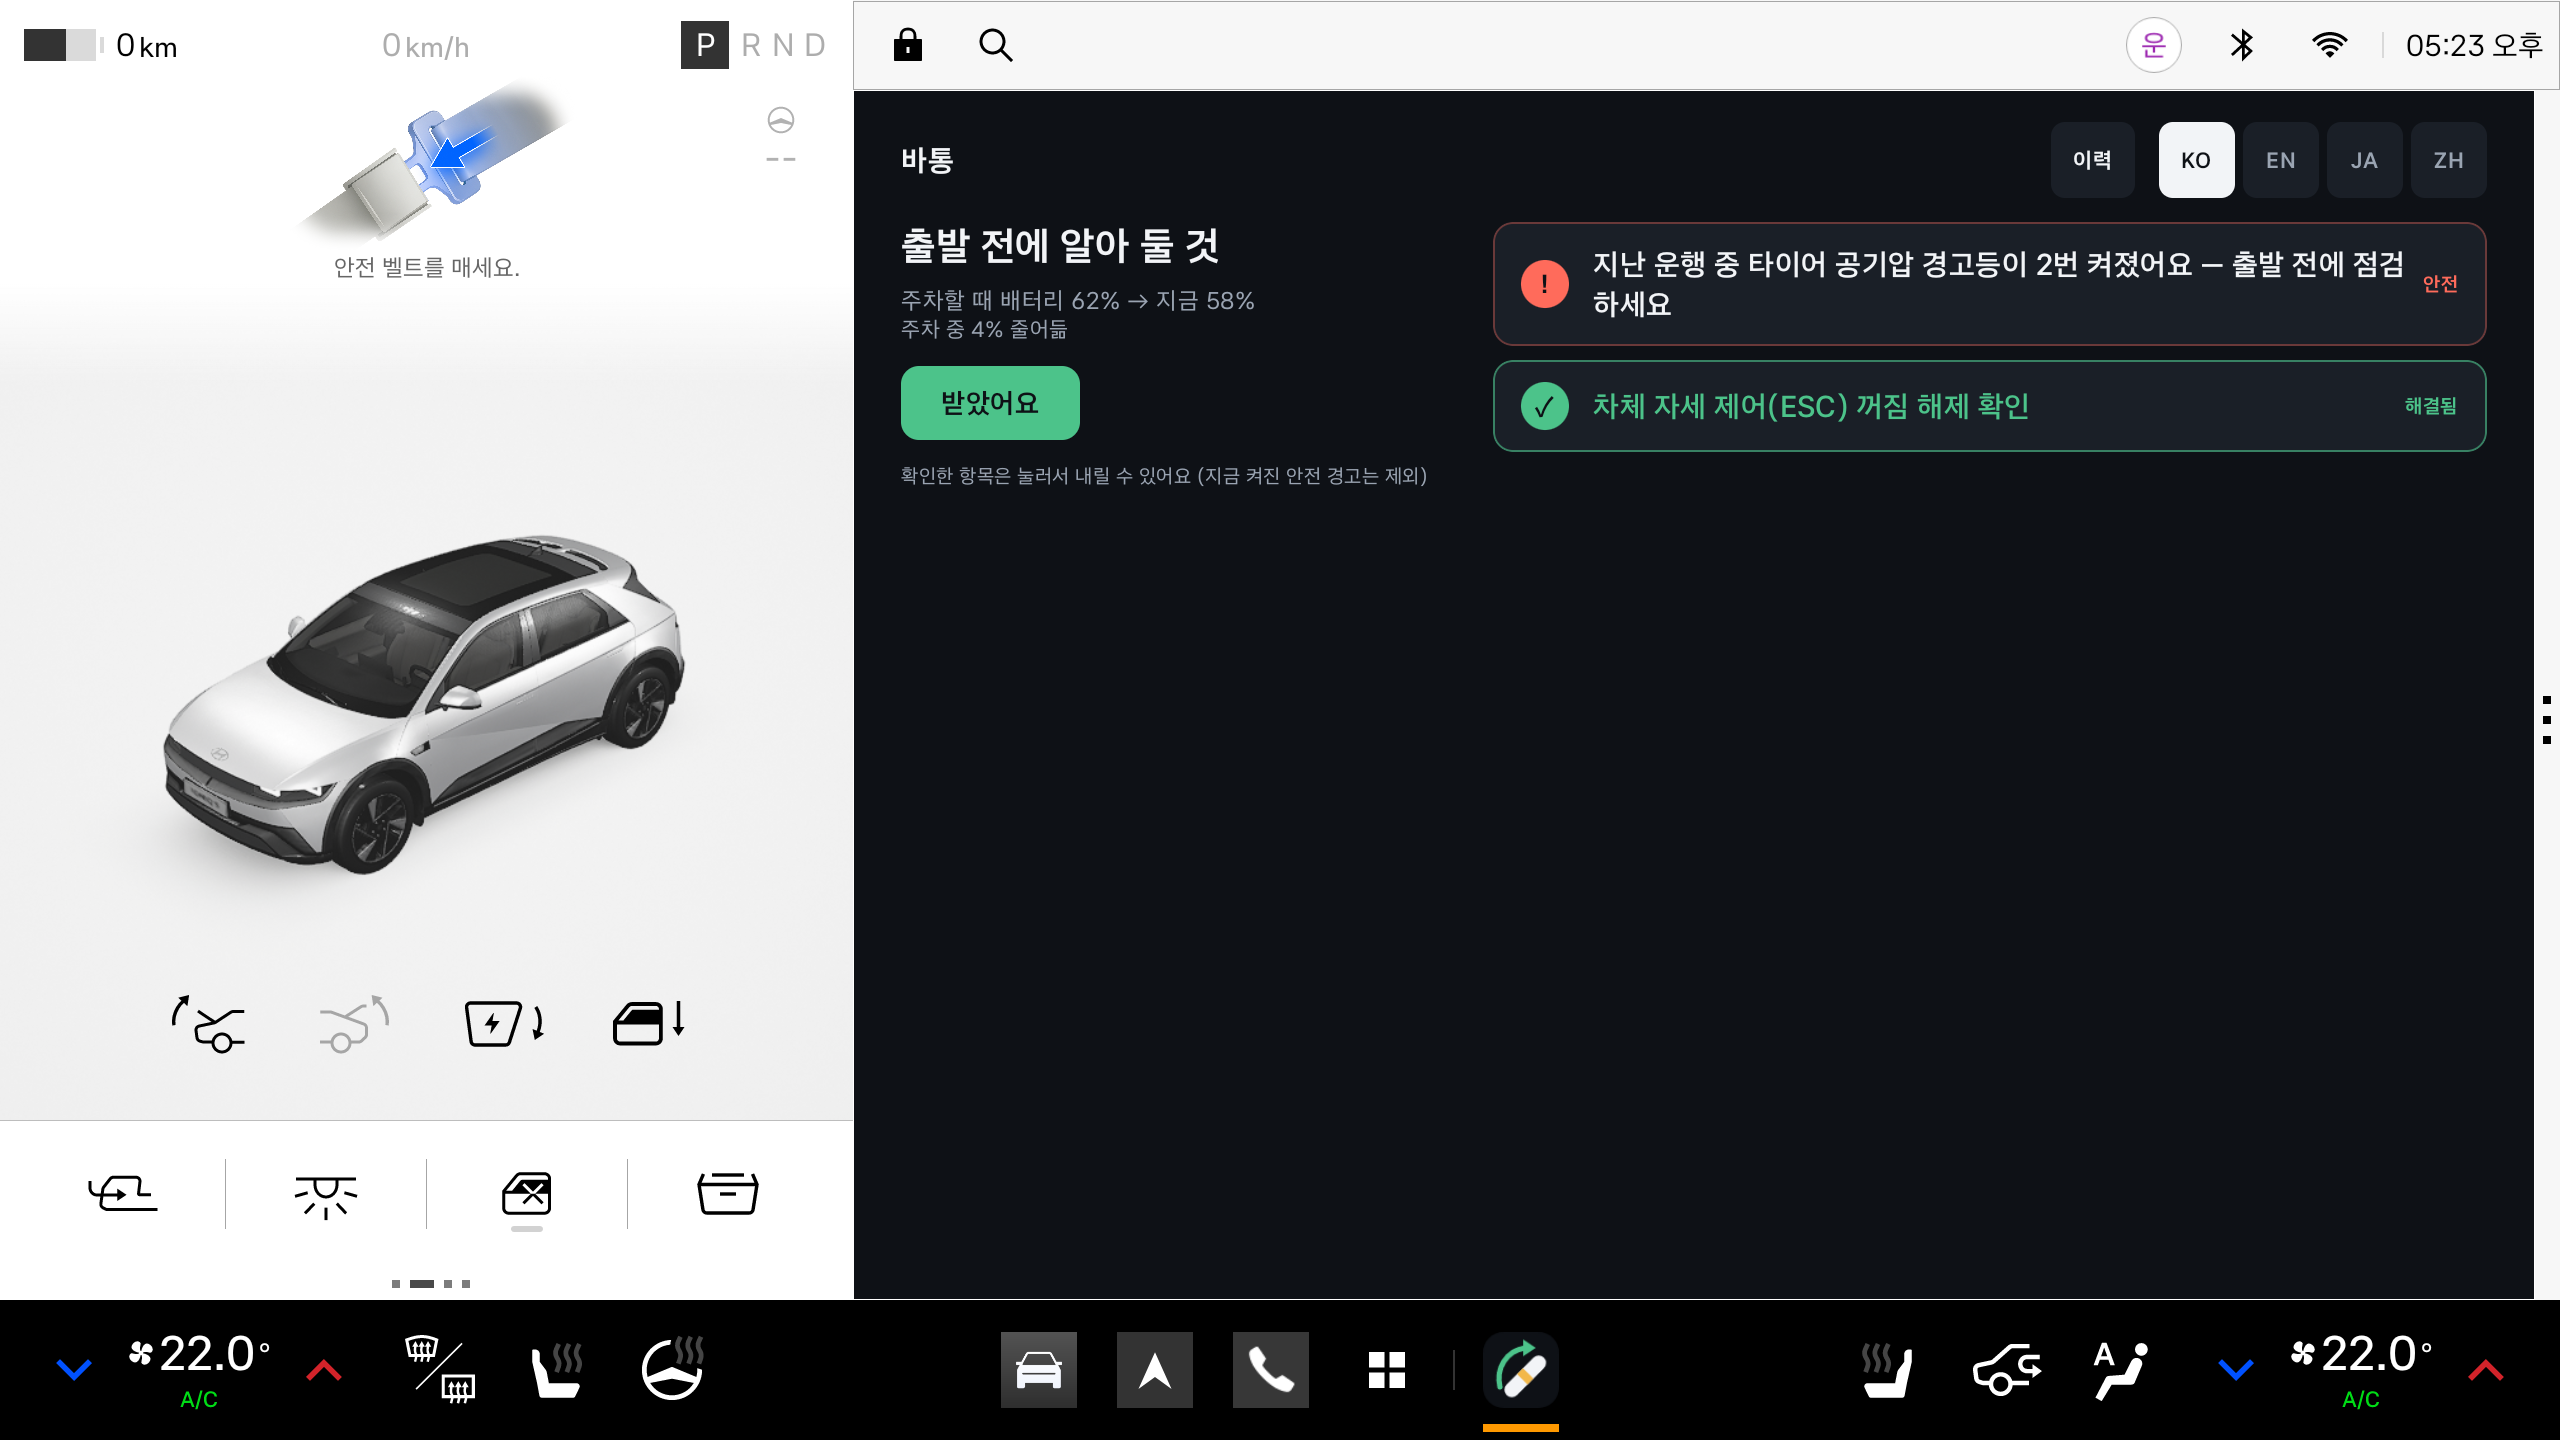 0 km
0 km/h
P R N D
안전 벨트를 매세요.
운
05:23 오후
바통
이력
KO
EN
JA
ZH
출발 전에 알아 둘 것
주차할 때 배터리 62% → 지금 58%
주차 중 4% 줄어듦
받았어요
확인한 항목은 눌러서 내릴 수 있어요 (지금 켜진 안전 경고는 제외)
지난 운행 중 타이어 공기압 경고등이 2번 켜졌어요 — 출발 전에 점검
하세요
안전
차체 자세 제어(ESC) 꺼짐 해제 확인
해결됨
22.0°
A/C
A
22.0°
A/C